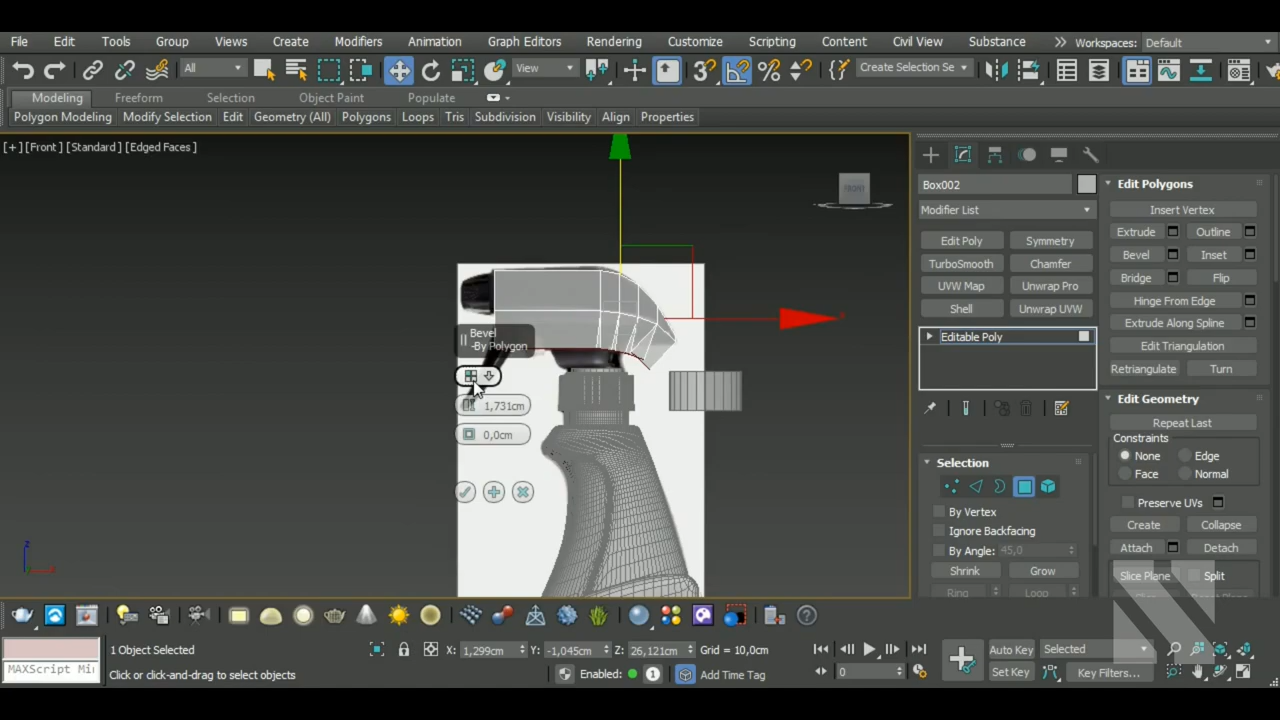 File Edit Tools Group Views Create Modifiers Animation Graph Editors Rendering Customize Scripting Content Civil View Substance Workspaces: Default
All View Create Selection Se
Modeling Freeform Selection Object Paint Populate
Polygon Modeling Modify Selection Edit Geometry (All) Polygons Loops Tris Subdivision Visibility Align Properties
[+] [Front] [Standard] [Edged Faces]
FRONT
Bevel
-By Polygon
1,731cm
0,0cm
Box002
Modifier List
Edit Poly Symmetry
TurboSmooth Chamfer
UVW Map Unwrap Pro
Shell Unwrap UVW
Editable Poly
Selection
By Vertex
Ignore Backfacing
By Angle: 45,0
Shrink Grow
Ring Loop
Edit Polygons
Insert Vertex
Extrude Outline
Bevel Inset
Bridge Flip
Hinge From Edge
Extrude Along Spline
Edit Triangulation
Retriangulate Turn
Edit Geometry
Repeat Last
Constraints
None Edge
Face Normal
Preserve UVs
Create Collapse
Attach Detach
Slice Plane Split
MAXScript Mi
1 Object Selected
Click or click-and-drag to select objects
X: 1,299cm Y: -1,045cm Z: 26,121cm Grid = 10,0cm
Enabled: 1 Add Time Tag
0
Auto Key Selected
Set Key Key Filters...